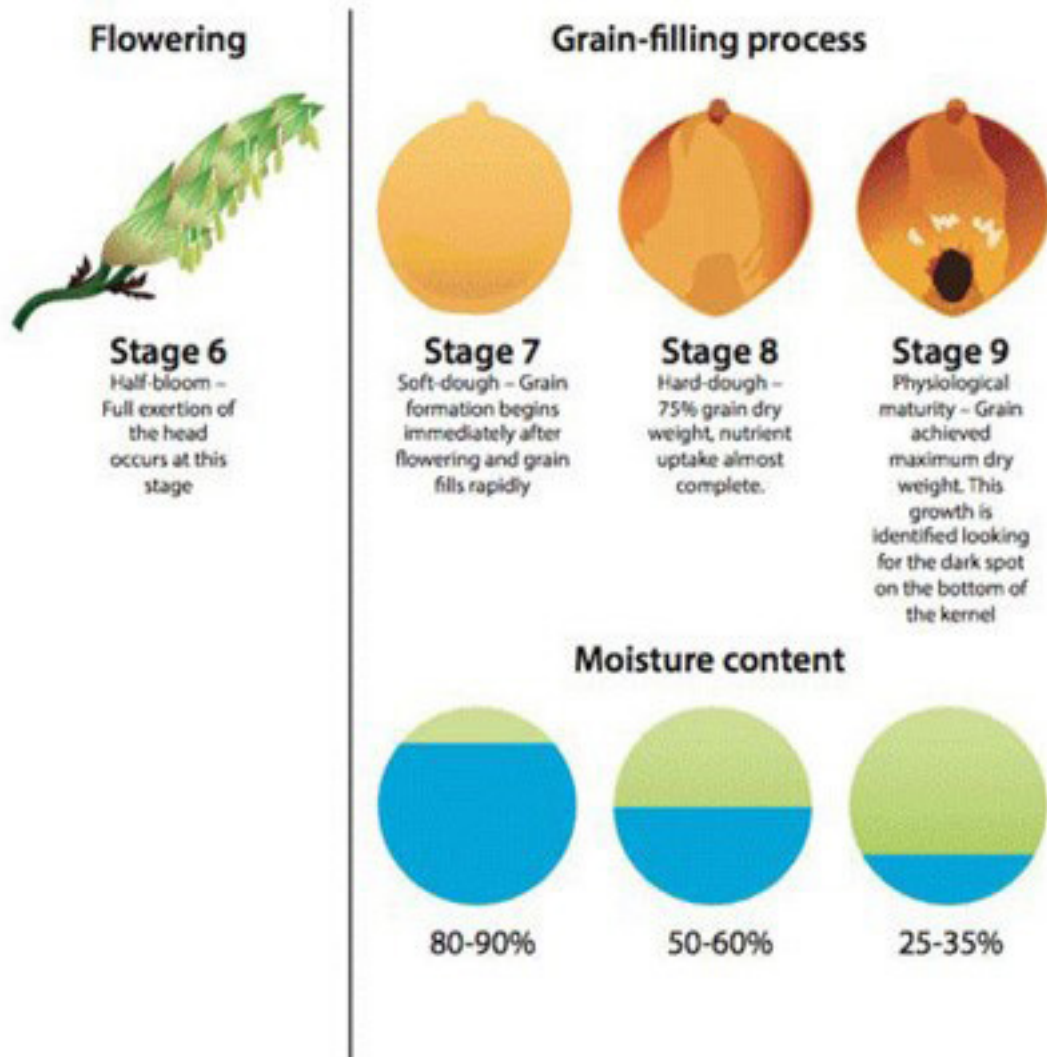 Flowering
Grain-filling process
Stage 6
Half-bloom –
Full exertion of
the head
occurs at this
stage
Stage 7
Soft-dough – Grain
formation begins
immediately after
flowering and grain
fills rapidly
Stage 8
Hard-dough –
75% grain dry
weight, nutrient
uptake almost
complete.
Stage 9
Physiological
maturity – Grain
achieved
maximum dry
weight. This
growth is
identified looking
for the dark spot
on the bottom of
the kernel
Moisture content
80-90%
50-60%
25-35%